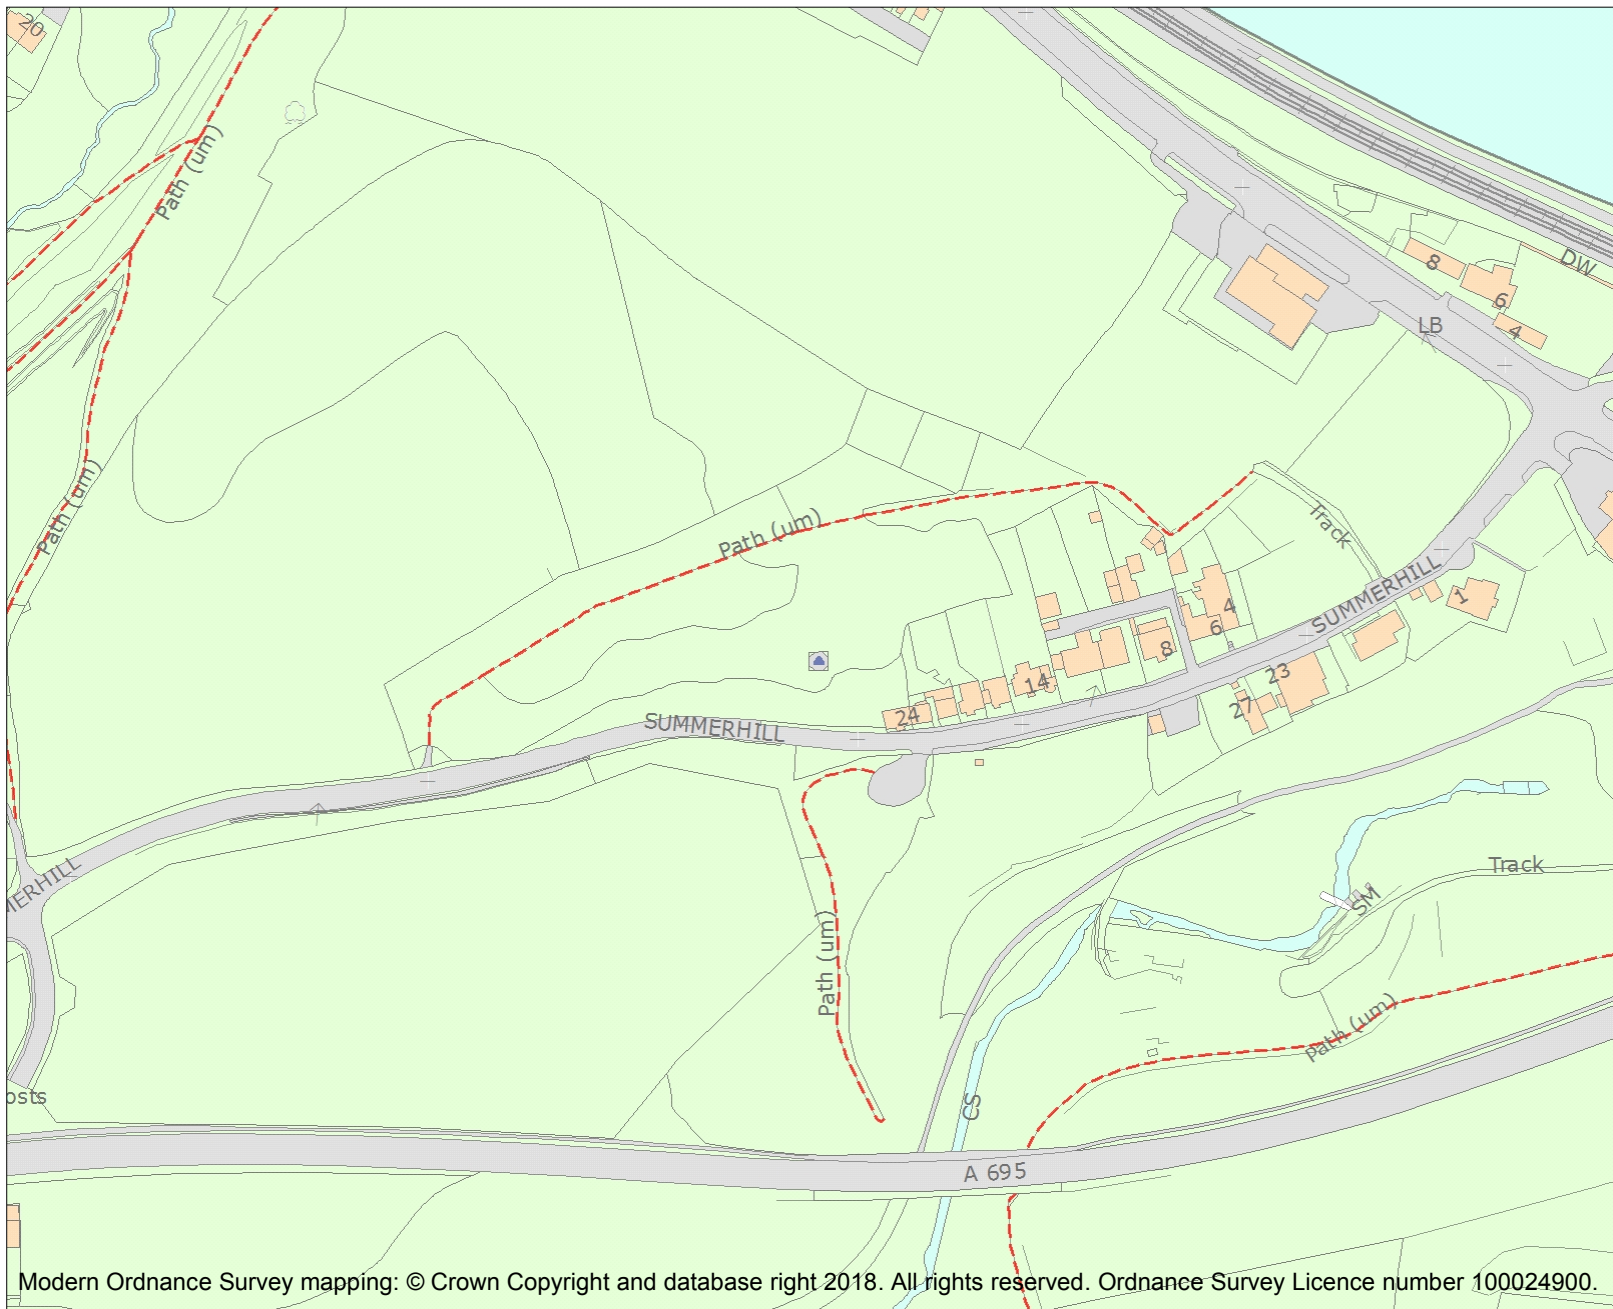 20
Path (um)
8
DW
6
4
LB
Path (um)
Path (um)
Track
SUMMERHILL
1
4
6
8
14
23
24
27
SUMMERHILL
MERHILL
Track
SM
Path (um)
Path (um)
osts
CS
A 695
Modern Ordnance Survey mapping: © Crown Copyright and database right 2018. All rights reserved. Ordnance Survey Licence number 100024900.